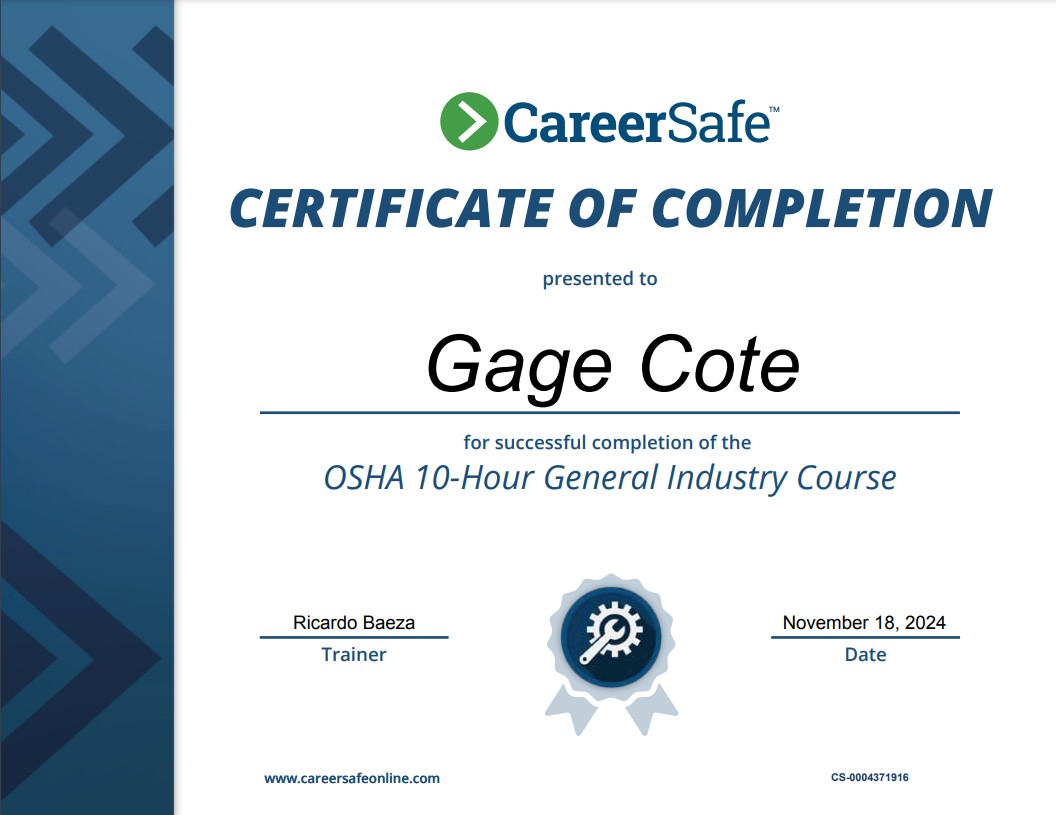 CareerSafe™
CERTIFICATE OF COMPLETION
presented to
Gage Cote
for successful completion of the
OSHA 10-Hour General Industry Course
Ricardo Baeza
Trainer
November 18, 2024
Date
www.careersafeonline.com
CS-0004371916